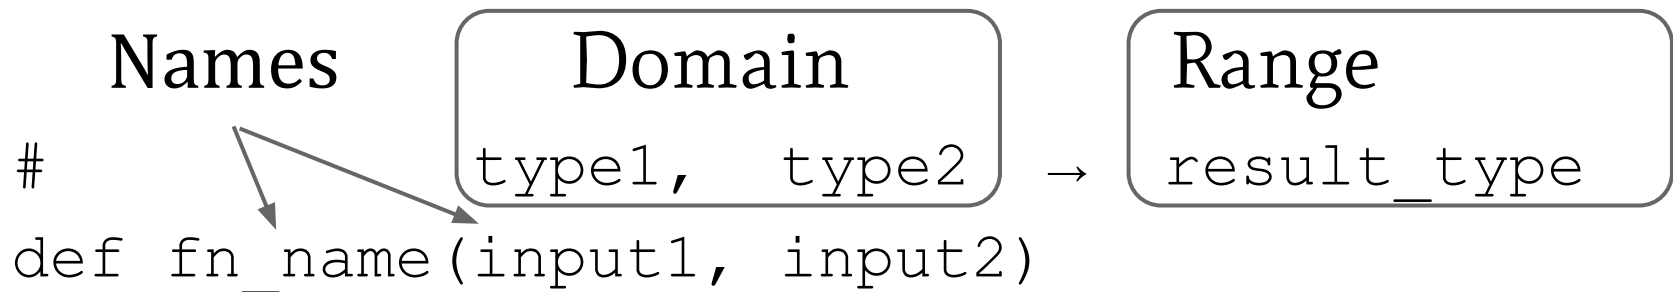 Names Domain Range
# type1, type2 → result_type
def fn_name(input1, input2)